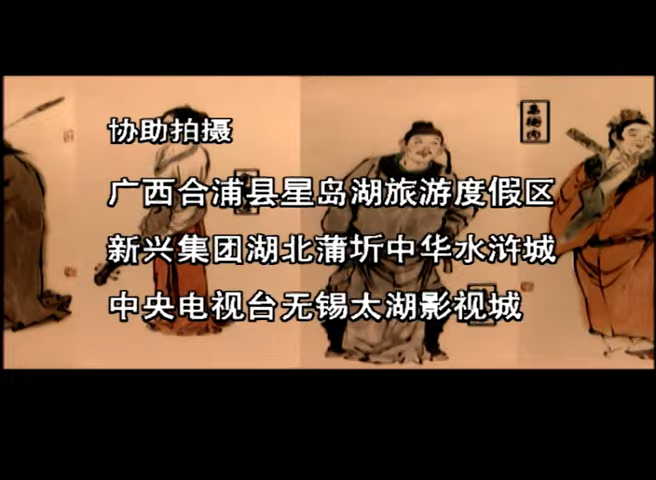 协助拍摄
广西合浦县星岛湖旅游度假区
新兴集团湖北蒲圻中华水浒城
中央电视台无锡太湖影视城